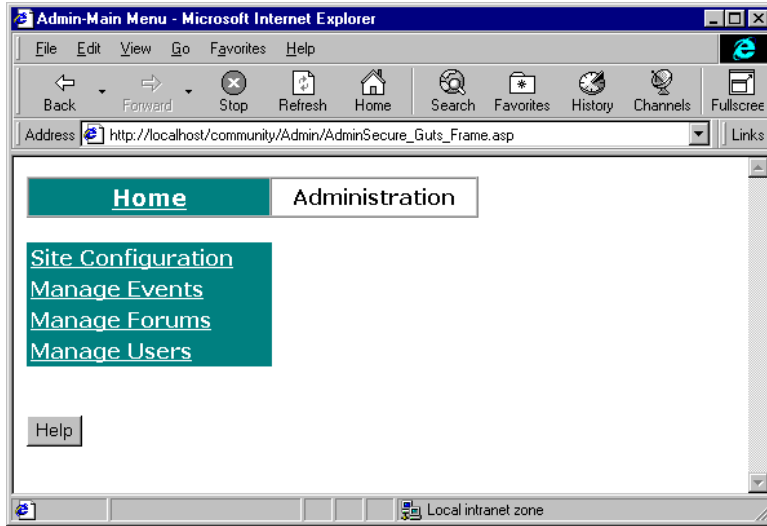 Admin-Main Menu - Microsoft Internet Explorer
File Edit View Go Favorites Help
Back Forward Stop Refresh Home Search Favorites History Channels Fullscree
Address http://localhost/community/Admin/AdminSecure_Guts_Frame.asp Links
Home Administration
Site Configuration
Manage Events
Manage Forums
Manage Users
Help
Local intranet zone